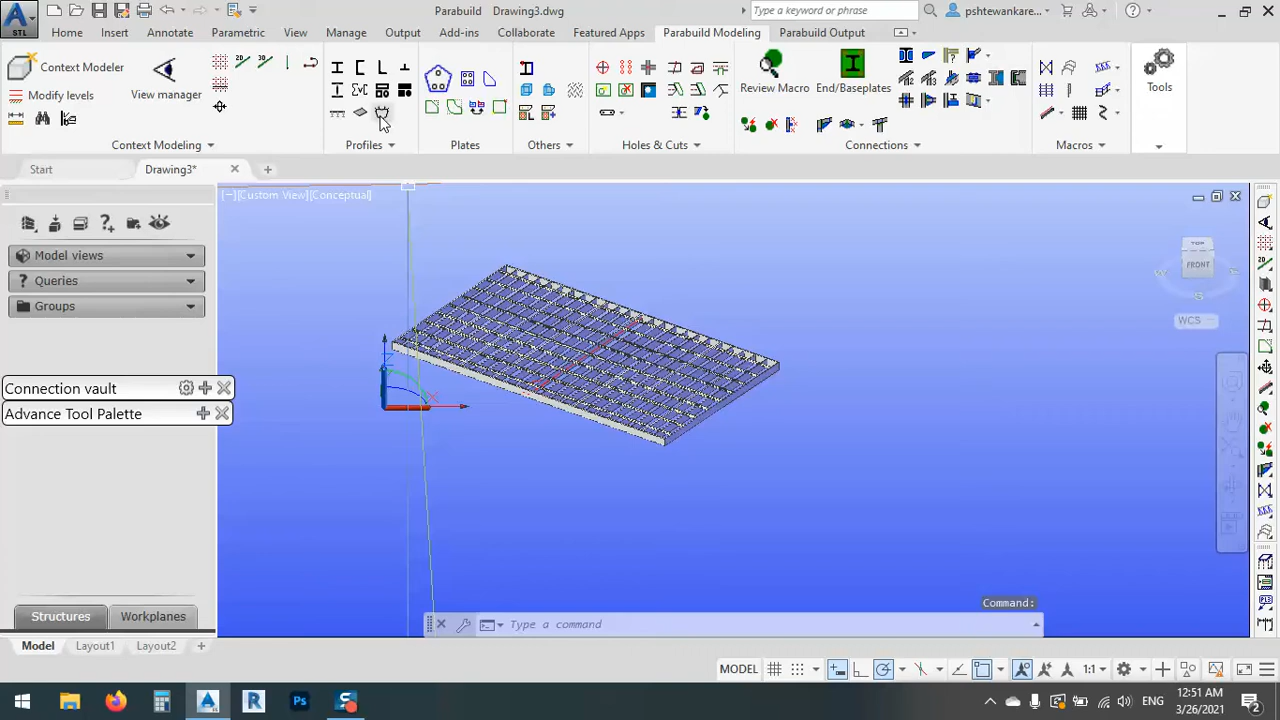 Parabuild Drawing3.dwg
Type a keyword or phrase
pshtewankare...
STL
Home Insert Annotate Parametric View Manage Output Add-ins Collaborate Featured Apps Parabuild Modeling Parabuild Output
Context Modeler
Modify levels
View manager
Review Macro
End/Baseplates
Tools
Context Modeling Profiles Plates Others Holes & Cuts Connections Macros
Start Drawing3*
[−][Custom View][Conceptual]
Model views
Queries
Groups
Connection vault
Advance Tool Palette
TOP
FRONT
W E
S
WCS
Z
X
Structures Workplanes
Command:
Type a command
Model Layout1 Layout2 +
MODEL 1:1
ENG
12:51 AM
3/26/2021
2